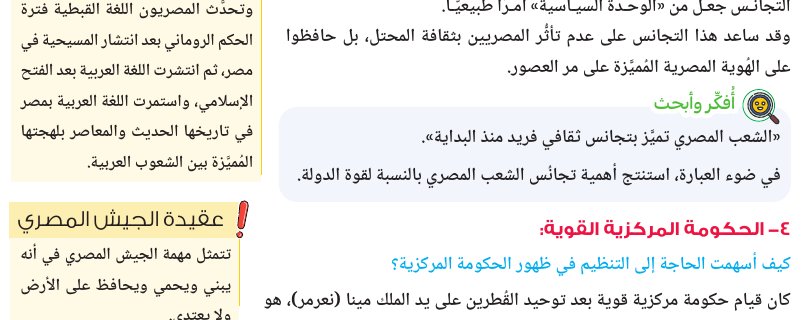 التجانس جعل من «الوحدة السياسية» أمرًا طبيعيًّا.
وقد ساعد هذا التجانس على عدم تأثُّر المصريين بثقافة المحتل، بل حافظوا
على الهُوية المصرية المُميَّزة على مر العصور.
أُفكِّر وأبحث
«الشعب المصري تميَّز بتجانس ثقافي فريد منذ البداية».
في ضوء العبارة، استنتج أهمية تجانُس الشعب المصري بالنسبة لقوة الدولة.
٤- الحكومة المركزية القوية:
كيف أسهمت الحاجة إلى التنظيم في ظهور الحكومة المركزية؟
كان قيام حكومة مركزية قوية بعد توحيد القُطرين على يد الملك مينا (نعرمر)، هو
وتحدَّث المصريون اللغة القبطية فترة
الحكم الروماني بعد انتشار المسيحية في
مصر، ثم انتشرت اللغة العربية بعد الفتح
الإسلامي، واستمرت اللغة العربية بمصر
في تاريخها الحديث والمعاصر بلهجتها
المُميَّزة بين الشعوب العربية.
عقيدة الجيش المصري
تتمثل مهمة الجيش المصري في أنه
يبني ويحمي ويحافظ على الأرض
ولا يعتدي.